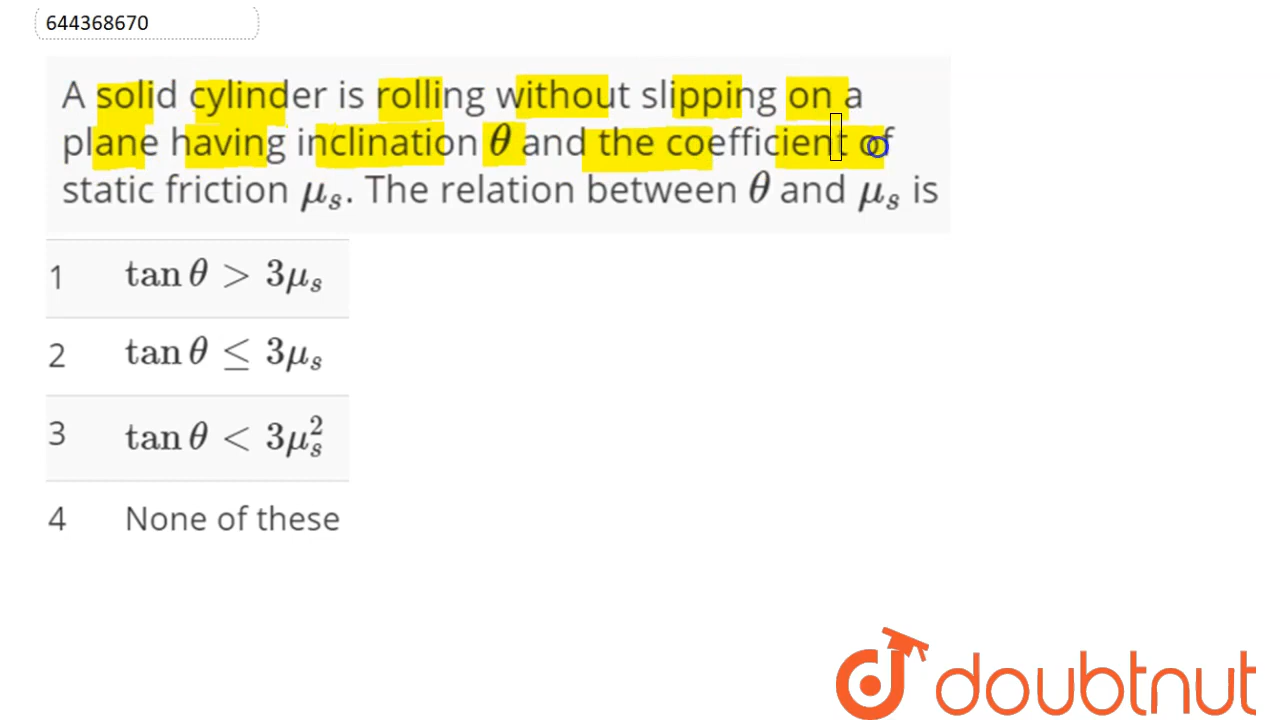 644368670
A solid cylinder is rolling without slipping on a
plane having inclination θ and the coefficient of
static friction μₛ. The relation between θ and μₛ is
1 tan θ > 3μₛ
2 tan θ ≤ 3μₛ
3 tan θ < 3μₛ²
4 None of these
doubtnut